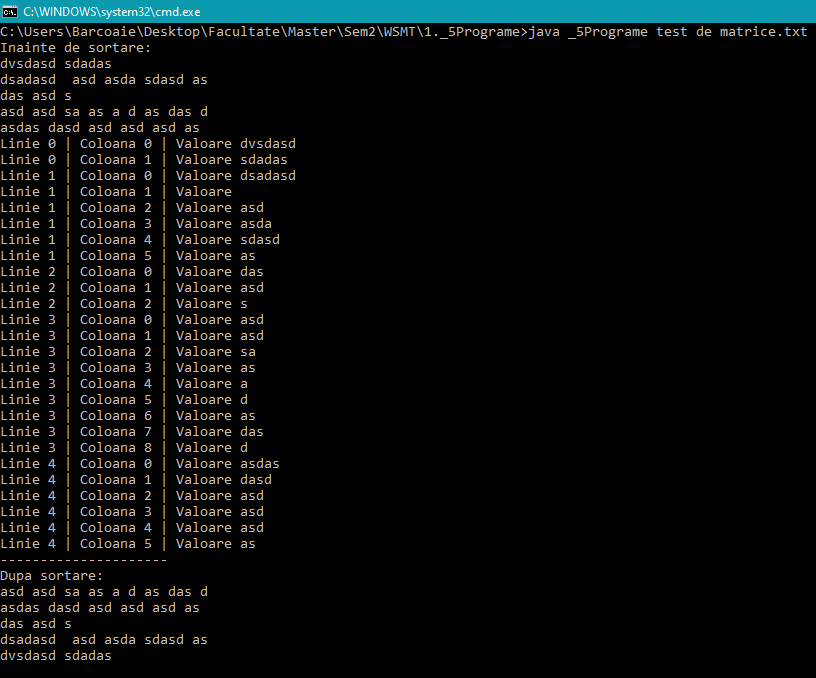 C:\WINDOWS\system32\cmd.exe
C:\Users\Barcoaie\Desktop\Facultate\Master\Sem2\WSMT\1._5Programe>java _5Programe test de matrice.txt
Inainte de sortare:
dvsdasd sdadas
dsadasd  asd asda sdasd as
das asd s
asd asd sa as a d as das d
asdas dasd asd asd asd as
Linie 0 | Coloana 0 | Valoare dvsdasd
Linie 0 | Coloana 1 | Valoare sdadas
Linie 1 | Coloana 0 | Valoare dsadasd
Linie 1 | Coloana 1 | Valoare
Linie 1 | Coloana 2 | Valoare asd
Linie 1 | Coloana 3 | Valoare asda
Linie 1 | Coloana 4 | Valoare sdasd
Linie 1 | Coloana 5 | Valoare as
Linie 2 | Coloana 0 | Valoare das
Linie 2 | Coloana 1 | Valoare asd
Linie 2 | Coloana 2 | Valoare s
Linie 3 | Coloana 0 | Valoare asd
Linie 3 | Coloana 1 | Valoare asd
Linie 3 | Coloana 2 | Valoare sa
Linie 3 | Coloana 3 | Valoare as
Linie 3 | Coloana 4 | Valoare a
Linie 3 | Coloana 5 | Valoare d
Linie 3 | Coloana 6 | Valoare as
Linie 3 | Coloana 7 | Valoare das
Linie 3 | Coloana 8 | Valoare d
Linie 4 | Coloana 0 | Valoare asdas
Linie 4 | Coloana 1 | Valoare dasd
Linie 4 | Coloana 2 | Valoare asd
Linie 4 | Coloana 3 | Valoare asd
Linie 4 | Coloana 4 | Valoare asd
Linie 4 | Coloana 5 | Valoare as
---------------------
Dupa sortare:
asd asd sa as a d as das d
asdas dasd asd asd asd as
das asd s
dsadasd  asd asda sdasd as
dvsdasd sdadas